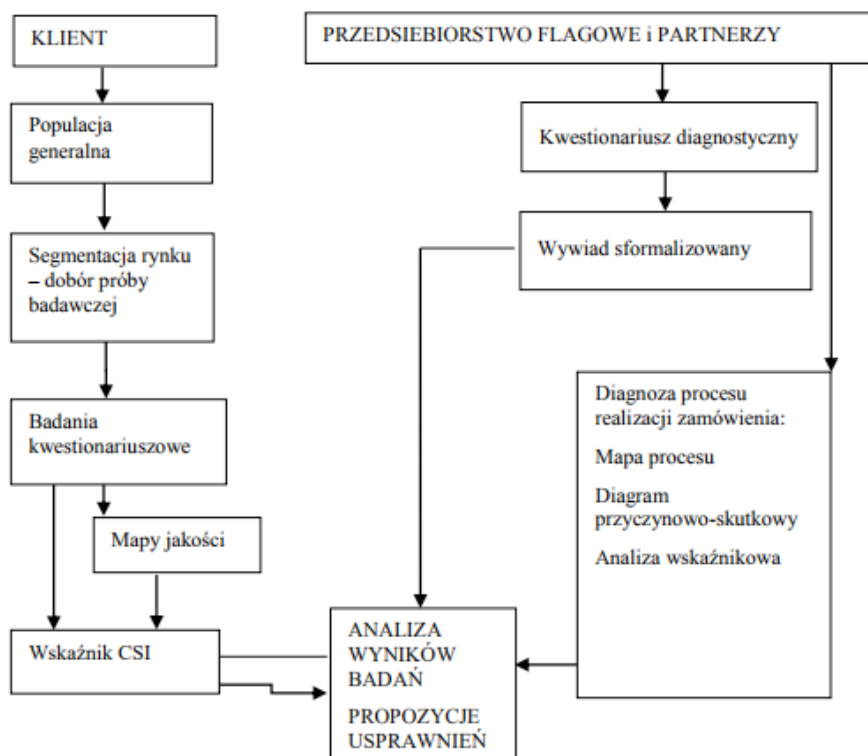 KLIENT
PRZEDSIEBIORSTWO FLAGOWE i PARTNERZY
Populacja
generalna
Kwestionariusz diagnostyczny
Segmentacja rynku
– dobór próby
badawczej
Wywiad sformalizowany
Badania
kwestionariuszowe
Mapy jakości
Wskaźnik CSI
Diagnoza procesu
realizacji zamówienia:
Mapa procesu
Diagram
przyczynowo-skutkowy
Analiza wskaźnikowa
ANALIZA
WYNIKÓW
BADAŃ
PROPOZYCJE
USPRAWNIEŃ